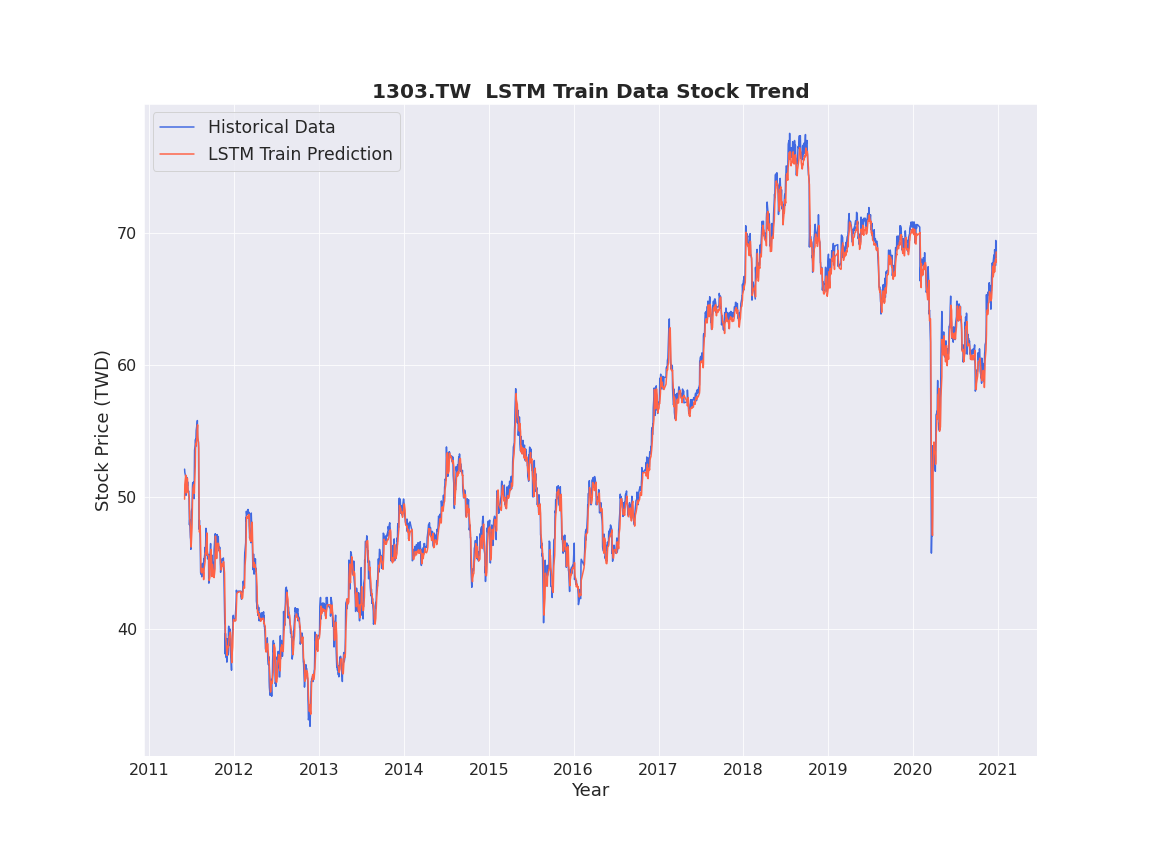 1303.TW  LSTM Train Data Stock Trend
Historical Data
LSTM Train Prediction
Stock Price (TWD)
70
60
50
40
2011 2012 2013 2014 2015 2016 2017 2018 2019 2020 2021
Year